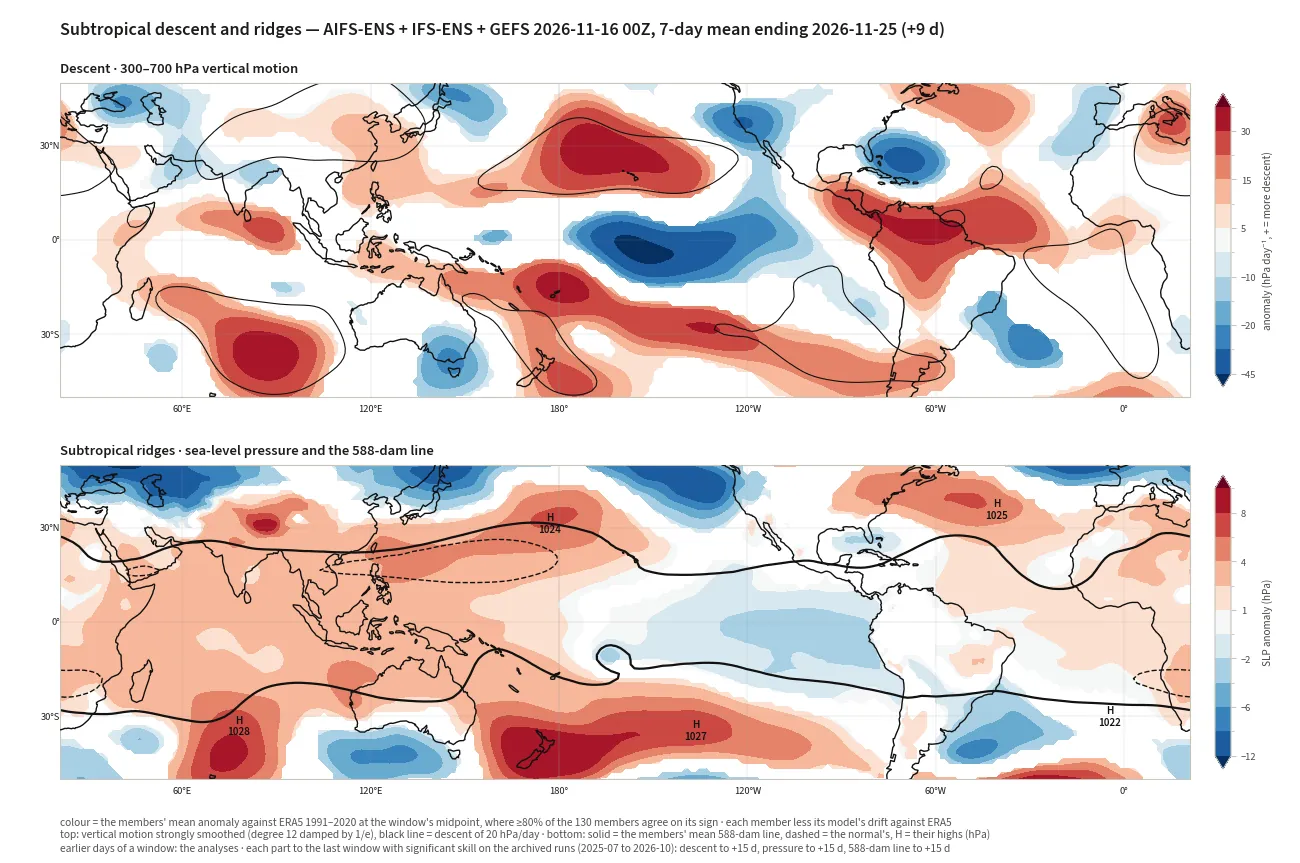 Subtropical descent and ridges — AIFS-ENS + IFS-ENS + GEFS 2026-11-16 00Z, 7-day mean ending 2026-11-25 (+9 d)
Descent · 300–700 hPa vertical motion
30°N
0°
30°S
60°E
120°E
180°
120°W
60°W
0°
30
15
5
−10
−20
−45
anomaly (hPa day⁻¹, + = more descent)
Subtropical ridges · sea-level pressure and the 588-dam line
H
1024
H
1025
H
1028
H
1027
H
1022
30°N
0°
30°S
60°E
120°E
180°
120°W
60°W
0°
8
4
1
−2
−6
−12
SLP anomaly (hPa)
colour = the members' mean anomaly against ERA5 1991–2020 at the window's midpoint, where ≥80% of the 130 members agree on its sign · each member less its model's drift against ERA5
top: vertical motion strongly smoothed (degree 12 damped by 1/e), black line = descent of 20 hPa/day · bottom: solid = the members' mean 588-dam line, dashed = the normal's, H = their highs (hPa)
earlier days of a window: the analyses · each part to the last window with significant skill on the archived runs (2025-07 to 2026-10): descent to +15 d, pressure to +15 d, 588-dam line to +15 d